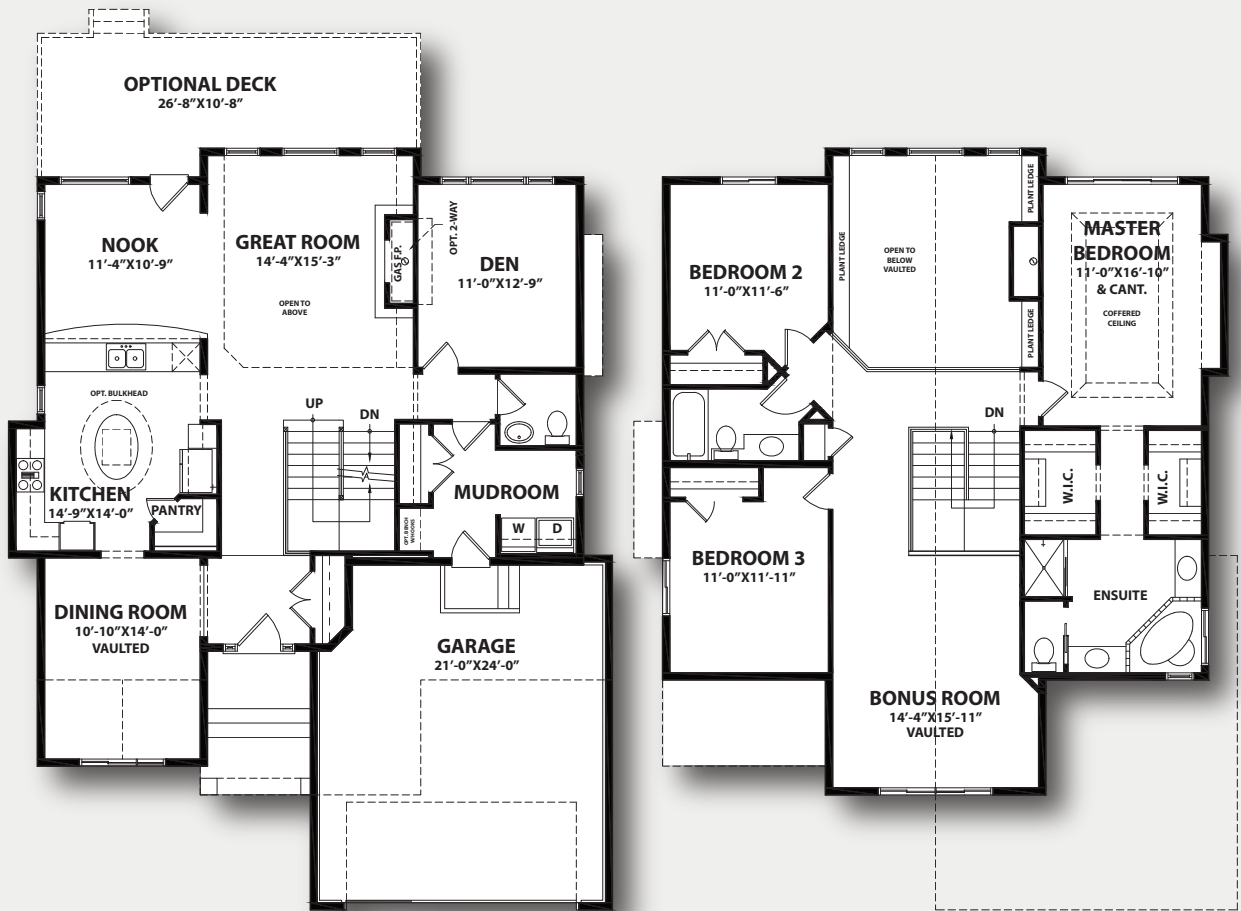 OPTIONAL DECK
26'-8"X10'-8"
NOOK
11'-4"X10'-9"
GREAT ROOM
14'-4"X15'-3"
OPEN TO
ABOVE
GAS F.P.
OPT. 2-WAY
DEN
11'-0"X12'-9"
OPT. BULKHEAD
UP
DN
KITCHEN
14'-9"X14'-0"
PANTRY
MUDROOM
OPT. BENCH
W/HOOKS
W
D
DINING ROOM
10'-10"X14'-0"
VAULTED
GARAGE
21'-0"X24'-0"
BEDROOM 2
11'-0"X11'-6"
PLANT LEDGE
OPEN TO
BELOW
VAULTED
PLANT LEDGE
PLANT LEDGE
MASTER
BEDROOM
11'-0"X16'-10"
& CANT.
COFFERED
CEILING
DN
W.I.C.
W.I.C.
BEDROOM 3
11'-0"X11'-11"
ENSUITE
BONUS ROOM
14'-4"X15'-11"
VAULTED